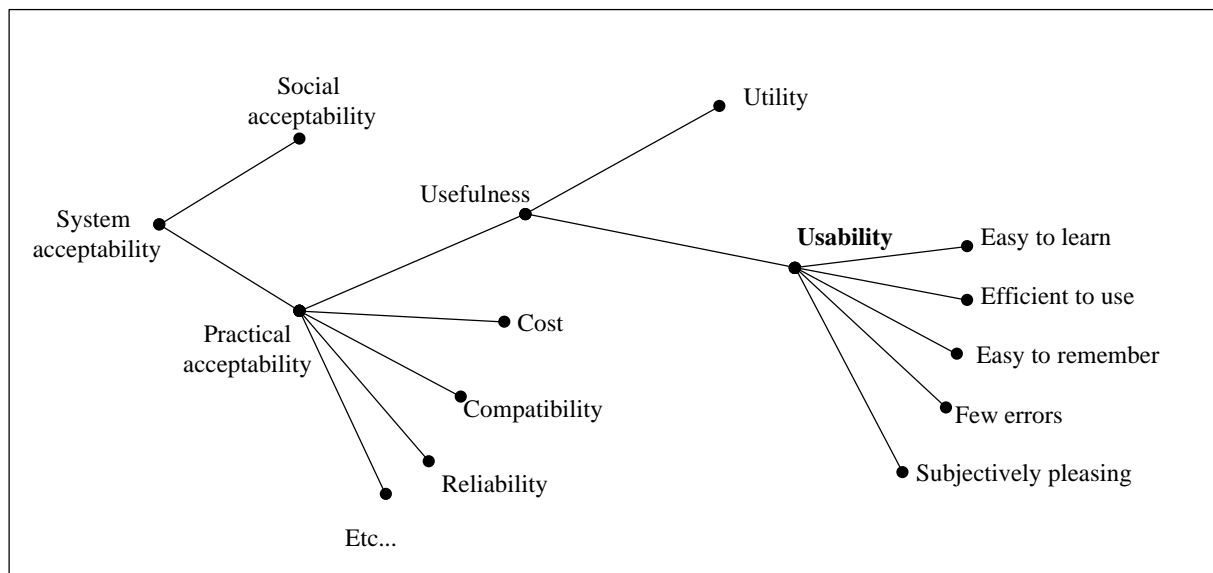 Social
acceptability
Utility
Usefulness
System
acceptability
Usability
Easy to learn
Efficient to use
Practical
acceptability
Cost
Easy to remember
Compatibility
Few errors
Reliability
Subjectively pleasing
Etc...